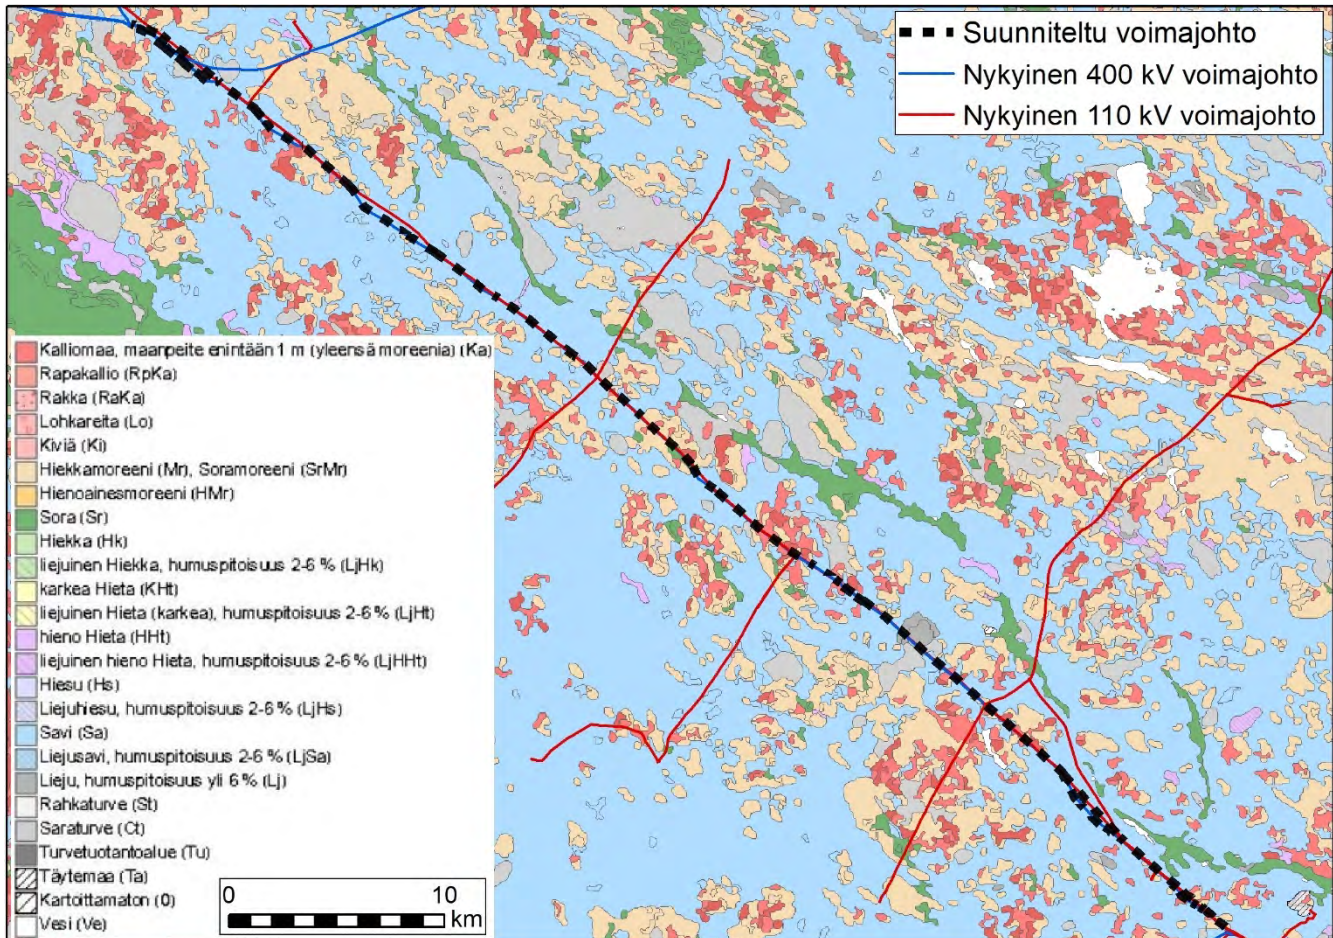 Suunniteltu voimajohto
Nykyinen 400 kV voimajohto
Nykyinen 110 kV voimajohto
Kalliomaa, maanpeite enintään 1 m (yleensä moreenia) (Ka)
Rapakallio (RpKa)
Rakka (RaKa)
Lohkareita (Lo)
Kiviä (Ki)
Hiekkamoreeni (Mr), Soramoreeni (SrMr)
Hienoainesmoreeni (HMr)
Sora (Sr)
Hiekka (Hk)
liejuinen Hiekka, humuspitoisuus 2-6 % (LjHk)
karkea Hieta (KHt)
liejuinen Hieta (karkea), humuspitoisuus 2-6 % (LjHt)
hieno Hieta (HHt)
liejuinen hieno Hieta, humuspitoisuus 2-6 % (LjHHt)
Hiesu (Hs)
Liejuhiesu, humuspitoisuus 2-6 % (LjHs)
Savi (Sa)
Liejusavi, humuspitoisuus 2-6 % (LjSa)
Lieju, humuspitoisuus yli 6 % (Lj)
Rahkaturve (St)
Saraturve (Ct)
Turvetuotantoalue (Tu)
Täytemaa (Ta)
Kartoittamaton (0)
Vesi (Ve)
0 10
km